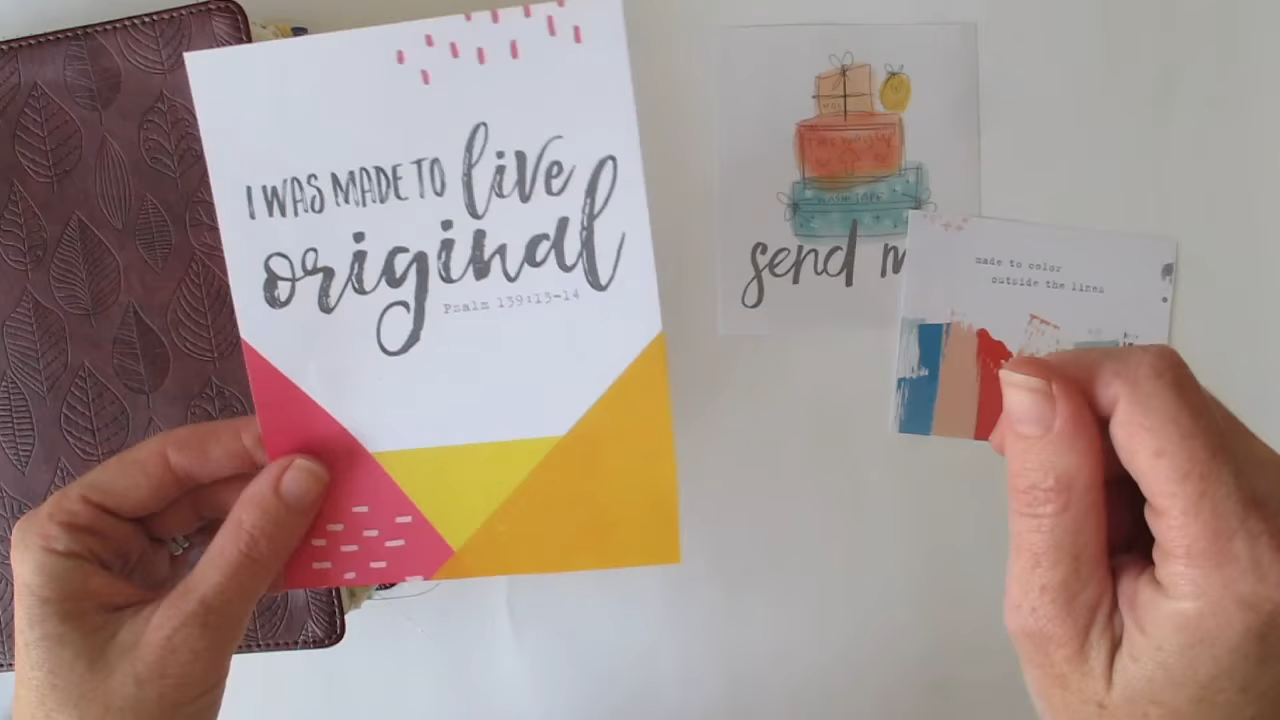 I WAS MADE TO live
original
Psalm 139:13-14
send
made to color
outside the lines